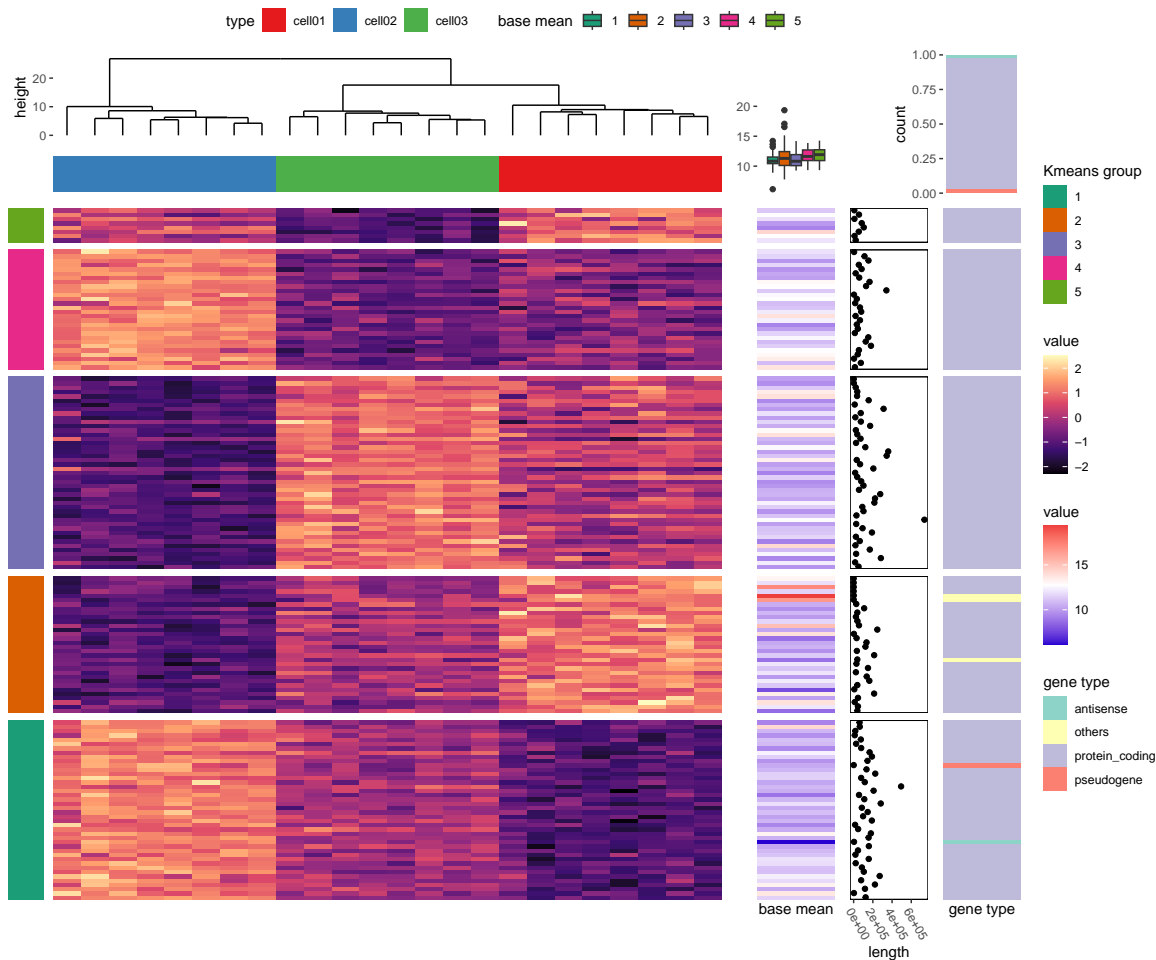 type cell01 cell02 cell03 base mean 1 2 3 4 5
height
20
10
0
20
15
10
count
1.00
0.75
0.50
0.25
0.00
Kmeans group
1
2
3
4
5
value
2
1
0
−1
−2
value
15
10
gene type
antisense
others
protein_coding
pseudogene
base mean
0e+00
2e+05
4e+05
6e+05
length
gene type